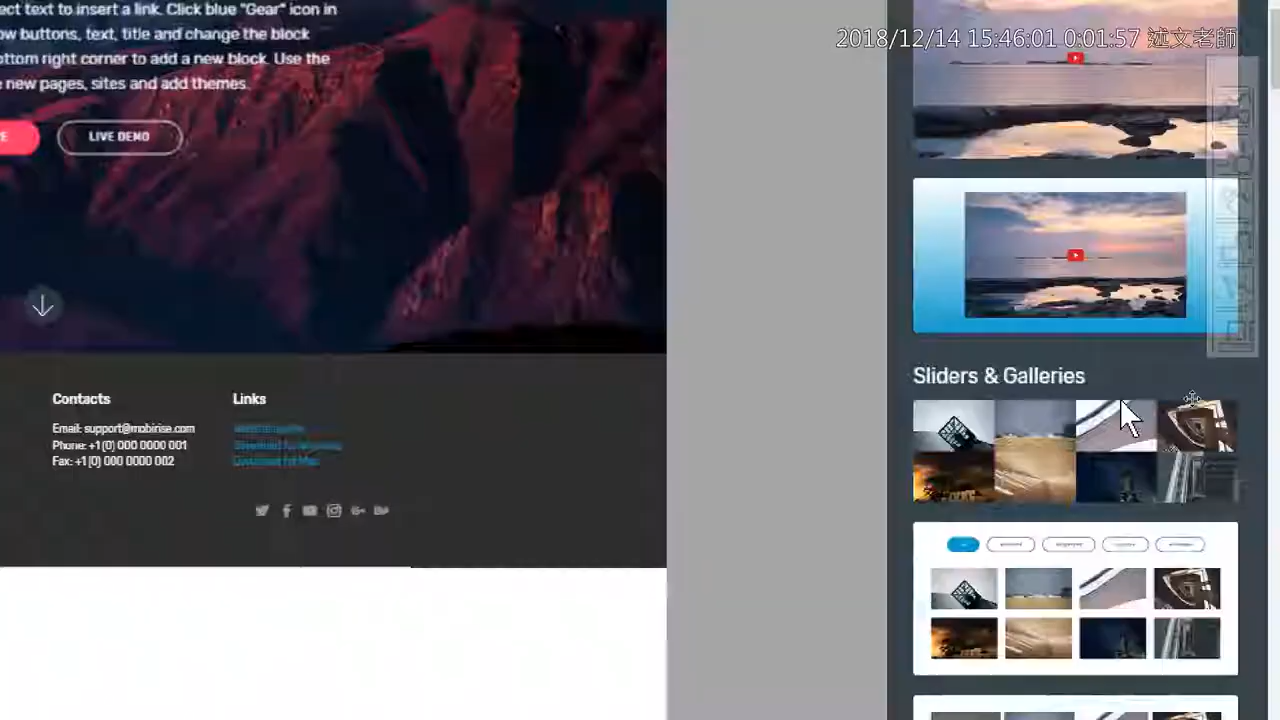 ect text to insert a link. Click blue "Gear" icon in
ow buttons, text, title and change the block
ottom right corner to add a new block. Use the
e new pages, sites and add themes.
E
LIVE DEMO
2018/12/14 15:46:01 0:01:57 述文老師
Contacts
Email: support@mobirise.com
Phone: +1 (0) 000 0000 001
Fax: +1 (0) 000 0000 002
Links
Sliders & Galleries